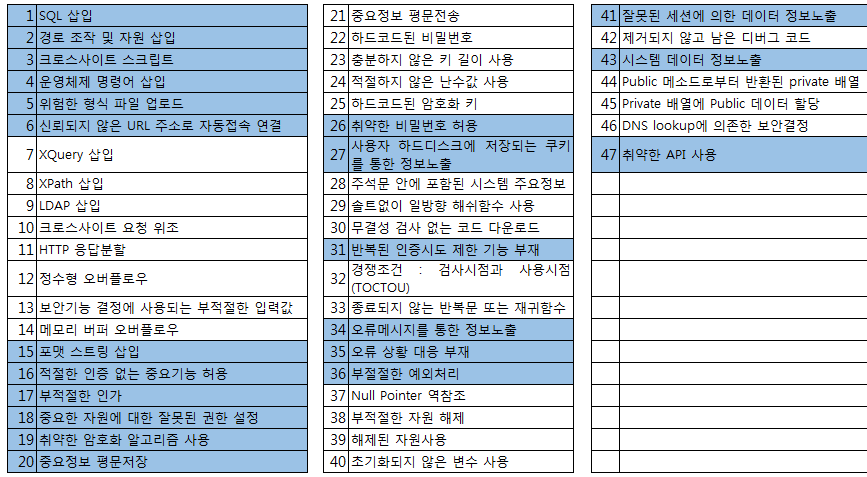 1 SQL 삽입
2 경로 조작 및 자원 삽입
3 크로스사이트 스크립트
4 운영체제 명령어 삽입
5 위험한 형식 파일 업로드
6 신뢰되지 않은 URL 주소로 자동접속 연결
7 XQuery 삽입
8 XPath 삽입
9 LDAP 삽입
10 크로스사이트 요청 위조
11 HTTP 응답분할
12 정수형 오버플로우
13 보안기능 결정에 사용되는 부적절한 입력값
14 메모리 버퍼 오버플로우
15 포맷 스트링 삽입
16 적절한 인증 없는 중요기능 허용
17 부적절한 인가
18 중요한 자원에 대한 잘못된 권한 설정
19 취약한 암호화 알고리즘 사용
20 중요정보 평문저장
21 중요정보 평문전송
22 하드코드된 비밀번호
23 충분하지 않은 키 길이 사용
24 적절하지 않은 난수값 사용
25 하드코드된 암호화 키
26 취약한 비밀번호 허용
27 사용자 하드디스크에 저장되는 쿠키
를 통한 정보노출
28 주석문 안에 포함된 시스템 주요정보
29 솔트없이 일방향 해쉬함수 사용
30 무결성 검사 없는 코드 다운로드
31 반복된 인증시도 제한 기능 부재
32 경쟁조건 : 검사시점과 사용시점
(TOCTOU)
33 종료되지 않는 반복문 또는 재귀함수
34 오류메시지를 통한 정보노출
35 오류 상황 대응 부재
36 부절절한 예외처리
37 Null Pointer 역참조
38 부적절한 자원 해제
39 해제된 자원사용
40 초기화되지 않은 변수 사용
41 잘못된 세션에 의한 데이터 정보노출
42 제거되지 않고 남은 디버그 코드
43 시스템 데이터 정보노출
44 Public 메소드로부터 반환된 private 배열
45 Private 배열에 Public 데이터 할당
46 DNS lookup에 의존한 보안결정
47 취약한 API 사용